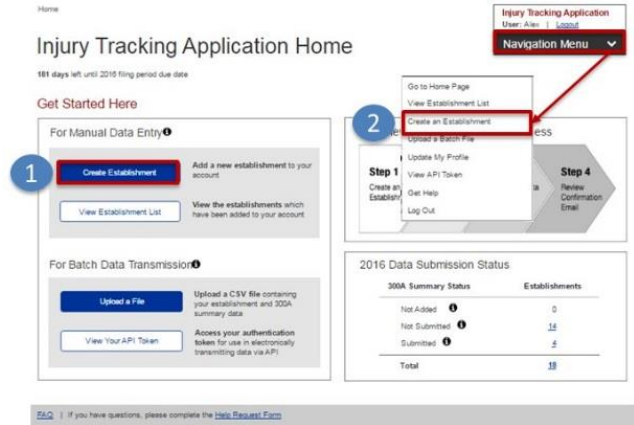 Home
Injury Tracking Application
User: Alex | Logout
Navigation Menu
Injury Tracking Application Home
181 days left until 2016 filing period due date
Get Started Here
For Manual Data Entry
1
Create Establishment
Add a new establishment to your
account
View Establishment List
View the establishments which
have been added to your account
For Batch Data Transmission
Upload a File
Upload a CSV file containing
your establishment and 300A
summary data
View Your API Token
Access your authentication
token for use in electronically
transmitting data via API
2
Go to Home Page
View Establishment List
Create an Establishment
Upload a Batch File
Update My Profile
View API Token
Get Help
Log Out
ess
Step 1
Create an
Establish
Step 4
Review
Confirmation
Email
2016 Data Submission Status
300A Summary Status Establishments
Not Added 0
Not Submitted 14
Submitted 4
Total 18
FAQ | If you have questions, please complete the Help Request Form